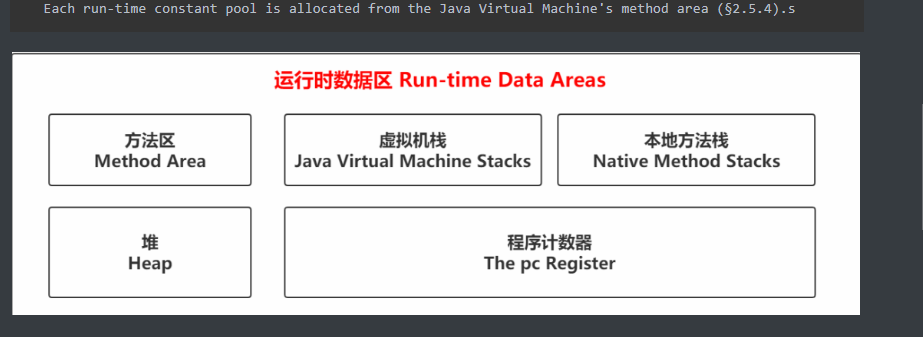 Each run-time constant pool is allocated from the Java Virtual Machine's method area (§2.5.4).s
运行时数据区 Run-time Data Areas
方法区
Method Area
虚拟机栈
Java Virtual Machine Stacks
本地方法栈
Native Method Stacks
堆
Heap
程序计数器
The pc Register